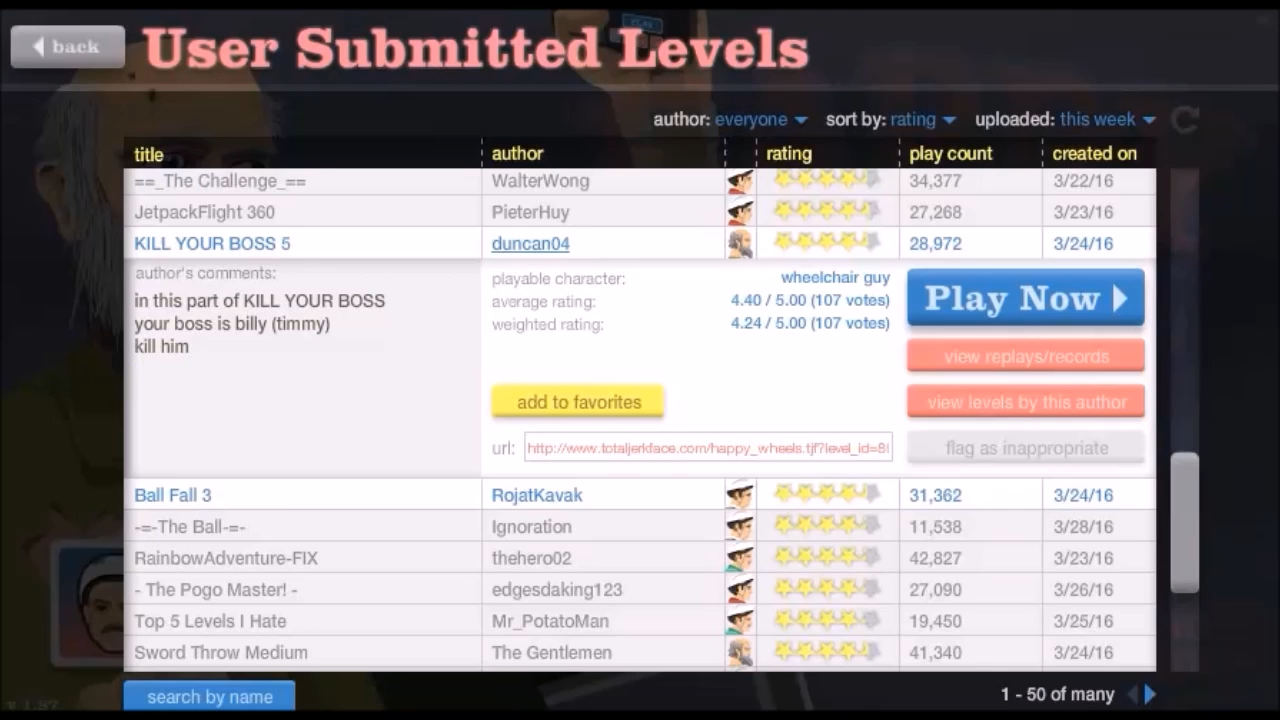 back
User Submitted Levels
PLAY
author: everyone sort by: rating uploaded: this week
title author rating play count created on
==_The Challenge_== WalterWong 34,377 3/22/16
JetpackFlight 360 PieterHuy 27,268 3/23/16
KILL YOUR BOSS 5 duncan04 28,972 3/24/16
author's comments:
in this part of KILL YOUR BOSS
your boss is billy (timmy)
kill him
playable character: wheelchair guy
average rating: 4.40 / 5.00 (107 votes)
weighted rating: 4.24 / 5.00 (107 votes)
add to favorites
url: http://www.totaljerkface.com/happy_wheels.tjf?level_id=8
Play Now
view replays/records
view levels by this author
flag as inappropriate
Ball Fall 3 RojatKavak 31,362 3/24/16
-=-The Ball-=- Ignoration 11,538 3/28/16
RainbowAdventure-FIX thehero02 42,827 3/23/16
- The Pogo Master! - edgesdaking123 27,090 3/26/16
Top 5 Levels I Hate Mr_PotatoMan 19,450 3/25/16
Sword Throw Medium The Gentlemen 41,340 3/24/16
search by name
1 - 50 of many
v 1.87